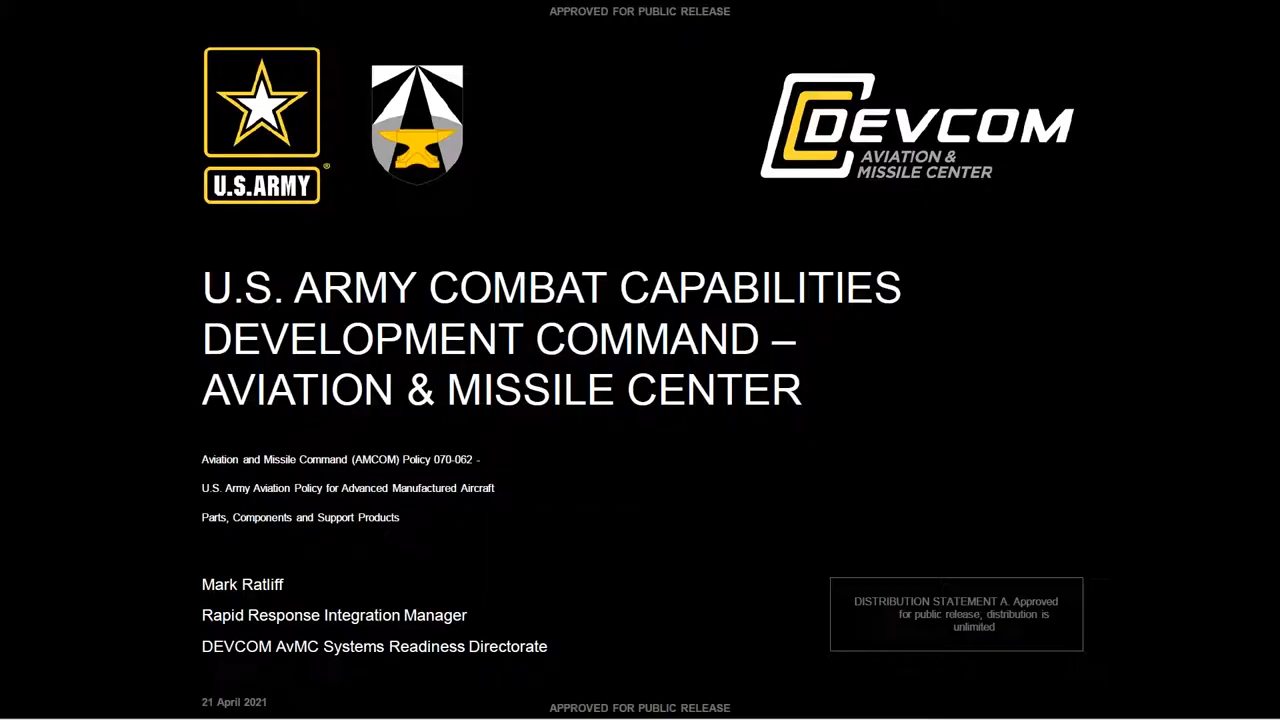 APPROVED FOR PUBLIC RELEASE
U.S.ARMY
®
DEVCOM
AVIATION &
MISSILE CENTER
U.S. ARMY COMBAT CAPABILITIES
DEVELOPMENT COMMAND –
AVIATION & MISSILE CENTER
Aviation and Missile Command (AMCOM) Policy 070-062 -
U.S. Army Aviation Policy for Advanced Manufactured Aircraft
Parts, Components and Support Products
Mark Ratliff
Rapid Response Integration Manager
DEVCOM AvMC Systems Readiness Directorate
DISTRIBUTION STATEMENT A. Approved
for public release, distribution is
unlimited
21 April 2021
APPROVED FOR PUBLIC RELEASE